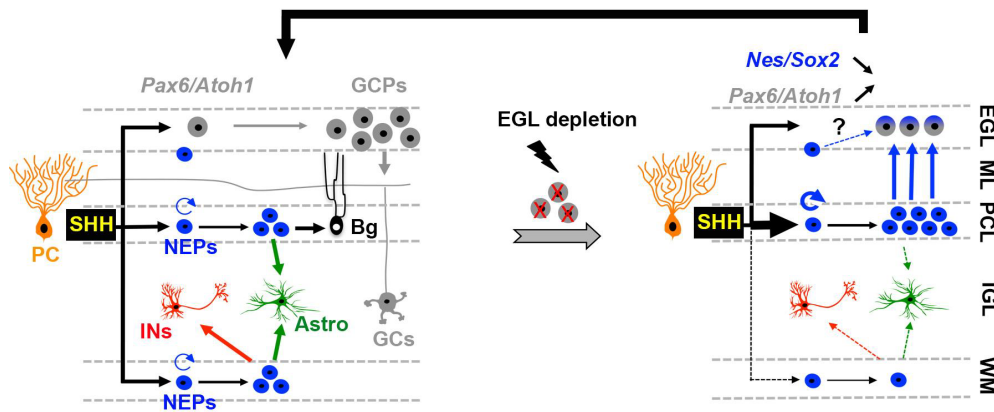 Nes/Sox2
Pax6/Atoh1
GCPs
Pax6/Atoh1
EGL depletion
?
SHH
PC
NEPs
Bg
SHH
INs
Astro
GCs
NEPs
EGL
ML
PCL
IGL
WM